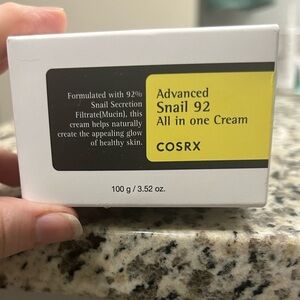 Formulated with 92%
Snail Secretion
Filtrate(Mucin), this
cream helps naturally
create the appealing glow
of healthy skin.
Advanced
Snail 92
All in one Cream
COSRX
100 g / 3.52 oz.